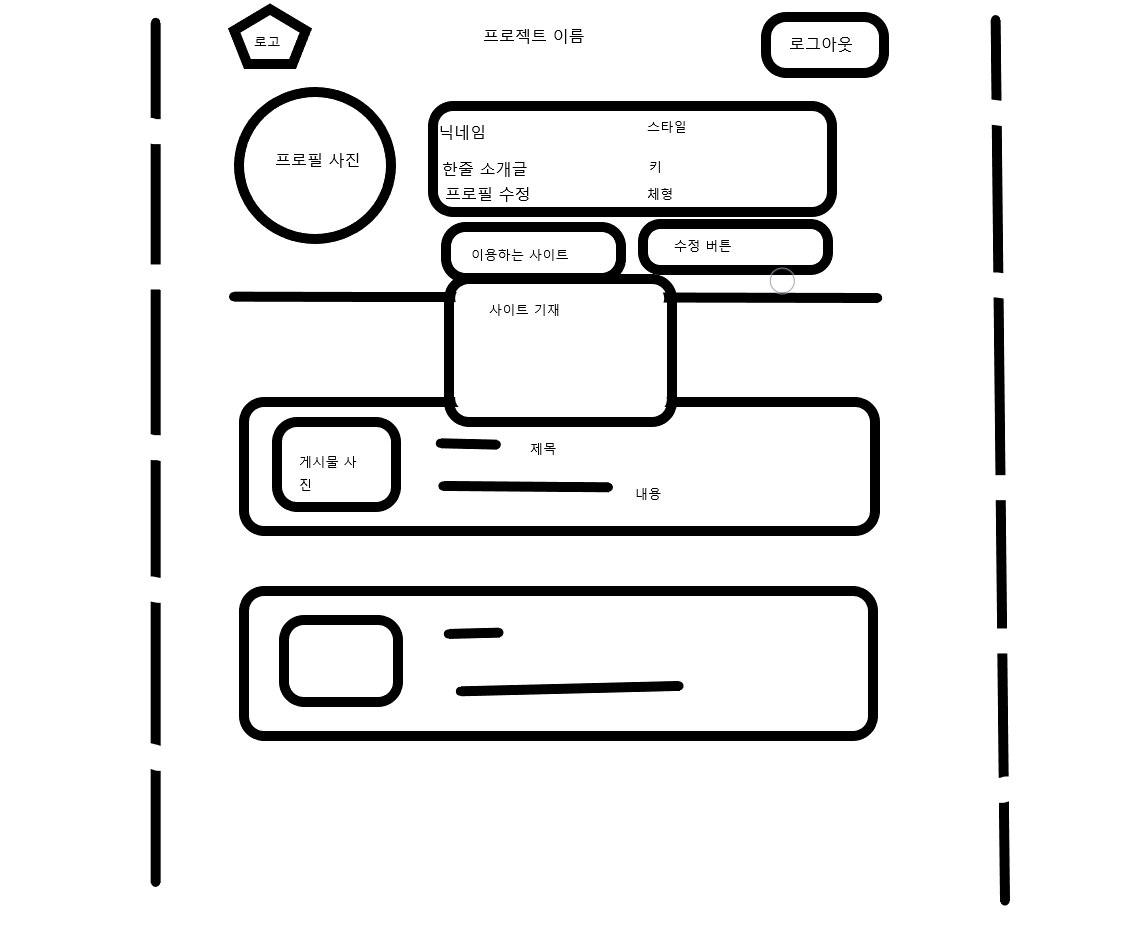 로고
프로젝트 이름
로그아웃
프로필 사진
닉네임
스타일
한줄 소개글
키
프로필 수정
체형
이용하는 사이트
수정 버튼
사이트 기재
게시물 사
진
제목
내용